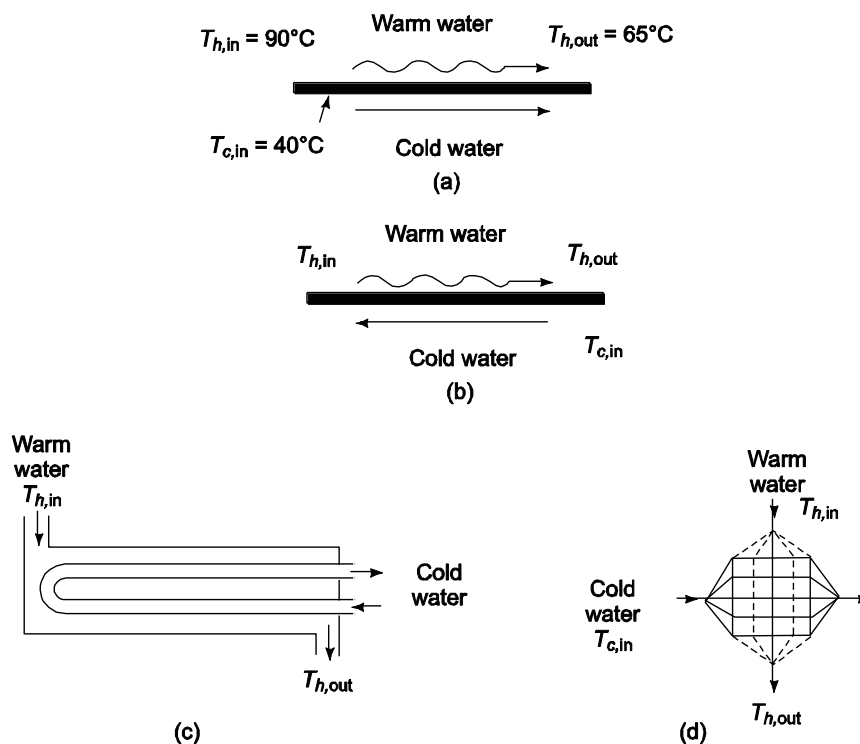 Warm water
T_h,in = 90°C
T_h,out = 65°C
T_c,in = 40°C
Cold water
(a)
Warm water
T_h,in
T_h,out
Cold water
T_c,in
(b)
Warm
water
T_h,in
Cold
water
T_h,out
(c)
Warm
water
T_h,in
Cold
water
T_c,in
T_h,out
(d)